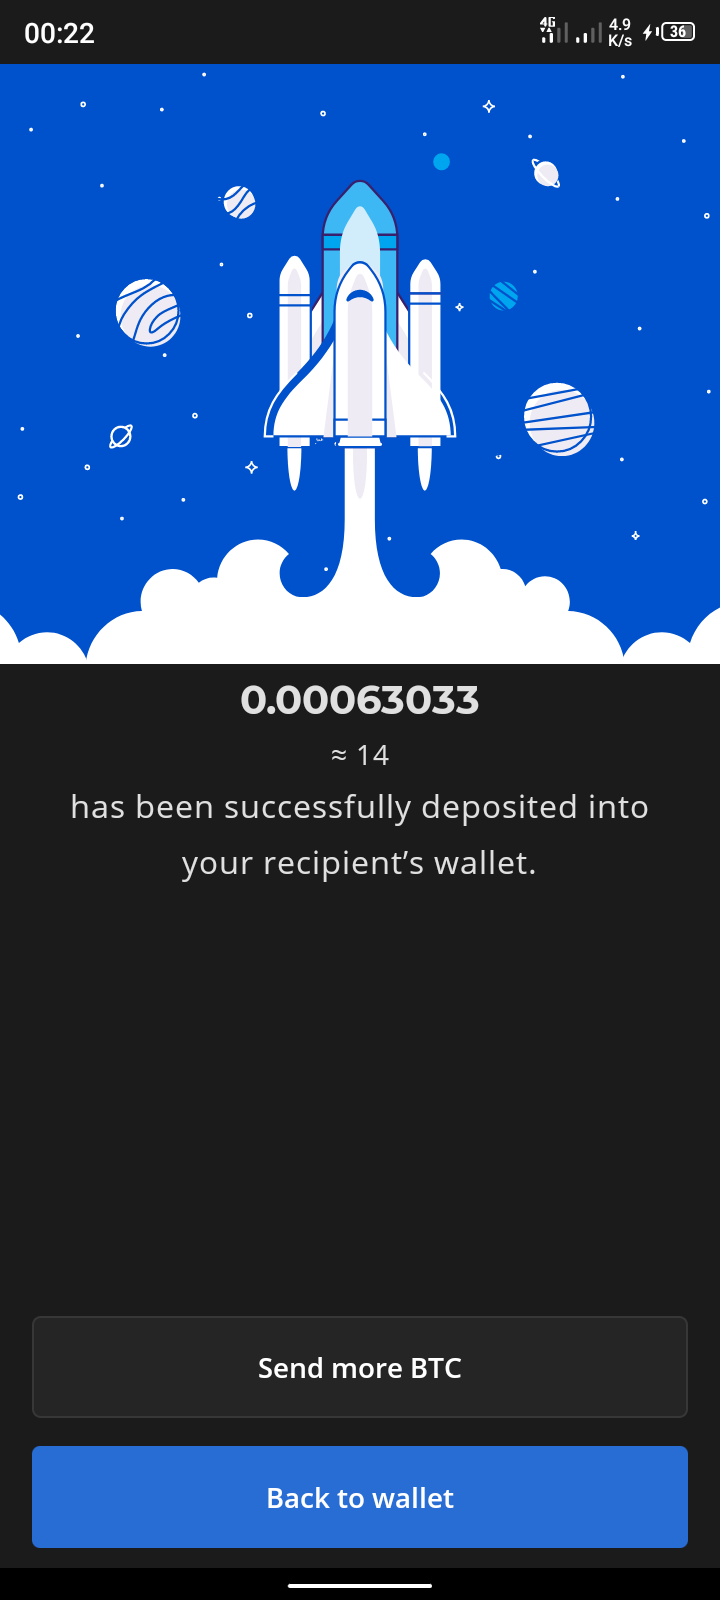 00:22
4G
4.9
K/s
36
0.00063033
≈ 14
has been successfully deposited into
your recipient’s wallet.
Send more BTC
Back to wallet